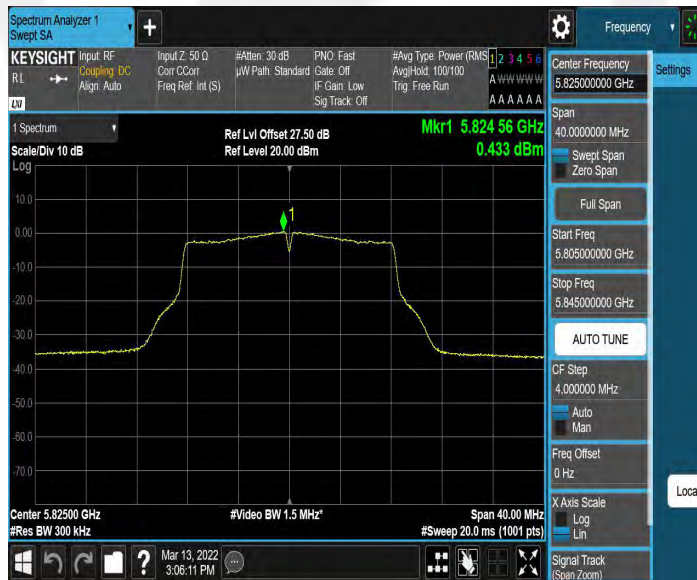 Spectrum Analyzer 1
Swept SA
+
Frequency
KEYSIGHT
RL
LXI
Input: RF
Coupling: DC
Align: Auto
Input Z: 50 Ω
Corr CCorr
Freq Ref: Int (S)
#Atten: 30 dB
µW Path: Standard
PNO: Fast
Gate: Off
IF Gain: Low
Sig Track: Off
#Avg Type: Power (RMS
Avg|Hold: 100/100
Trig: Free Run
1 2 3 4 5 6
A W W W W W
A A A A A A
1 Spectrum
Scale/Div 10 dB
Log
Ref Lvl Offset 27.50 dB
Ref Level 20.00 dBm
Mkr1 5.824 56 GHz
0.433 dBm
10.0
0.00
-10.0
-20.0
-30.0
-40.0
-50.0
-60.0
-70.0
1
Center 5.82500 GHz
#Res BW 300 kHz
#Video BW 1.5 MHz*
Span 40.00 MHz
#Sweep 20.0 ms (1001 pts)
?
Mar 13, 2022
3:06:11 PM
Center Frequency
5.825000000 GHz
Settings
Span
40.0000000 MHz
Swept Span
Zero Span
Full Span
Start Freq
5.805000000 GHz
Stop Freq
5.845000000 GHz
AUTO TUNE
CF Step
4.000000 MHz
Auto
Man
Freq Offset
0 Hz
X Axis Scale
Log
Lin
Loca
Signal Track
(Span Zoom)